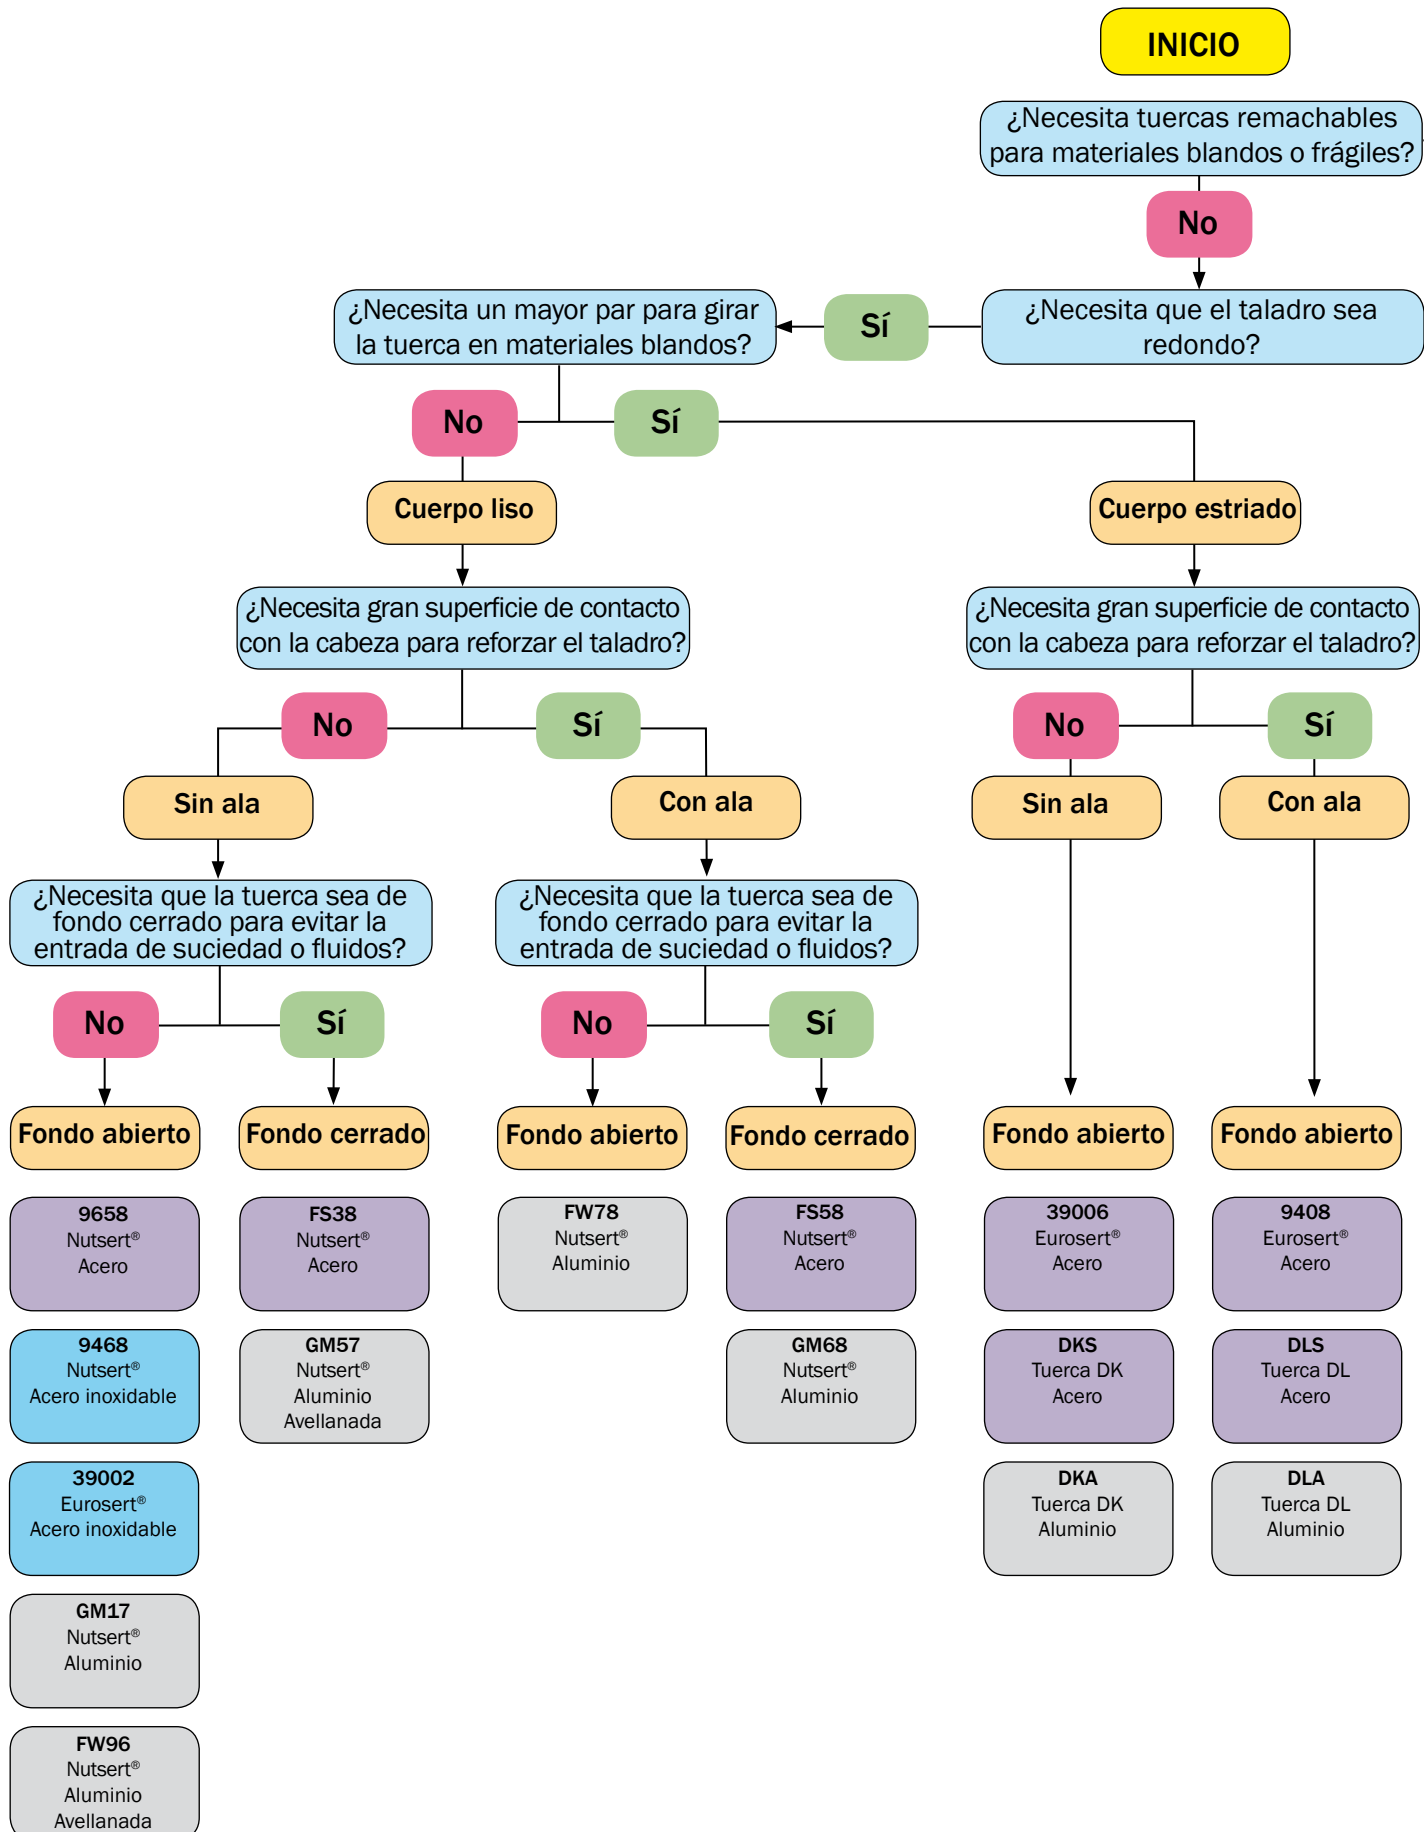 INICIO
¿Necesita tuercas remachables
para materiales blandos o frágiles?
No
¿Necesita que el taladro sea
redondo?
Sí
¿Necesita un mayor par para girar
la tuerca en materiales blandos?
No
Sí
Cuerpo liso
Cuerpo estriado
¿Necesita gran superficie de contacto
con la cabeza para reforzar el taladro?
¿Necesita gran superficie de contacto
con la cabeza para reforzar el taladro?
No
Sí
No
Sí
Sin ala
Con ala
Sin ala
Con ala
¿Necesita que la tuerca sea de
fondo cerrado para evitar la
entrada de suciedad o fluidos?
¿Necesita que la tuerca sea de
fondo cerrado para evitar la
entrada de suciedad o fluidos?
No
Sí
No
Sí
Fondo abierto
Fondo cerrado
Fondo abierto
Fondo cerrado
Fondo abierto
Fondo abierto
9658
Nutsert®
Acero
FS38
Nutsert®
Acero
FW78
Nutsert®
Aluminio
FS58
Nutsert®
Acero
39006
Eurosert®
Acero
9408
Eurosert®
Acero
9468
Nutsert®
Acero inoxidable
GM57
Nutsert®
Aluminio
Avellanada
GM68
Nutsert®
Aluminio
DKS
Tuerca DK
Acero
DLS
Tuerca DL
Acero
39002
Eurosert®
Acero inoxidable
DKA
Tuerca DK
Aluminio
DLA
Tuerca DL
Aluminio
GM17
Nutsert®
Aluminio
FW96
Nutsert®
Aluminio
Avellanada